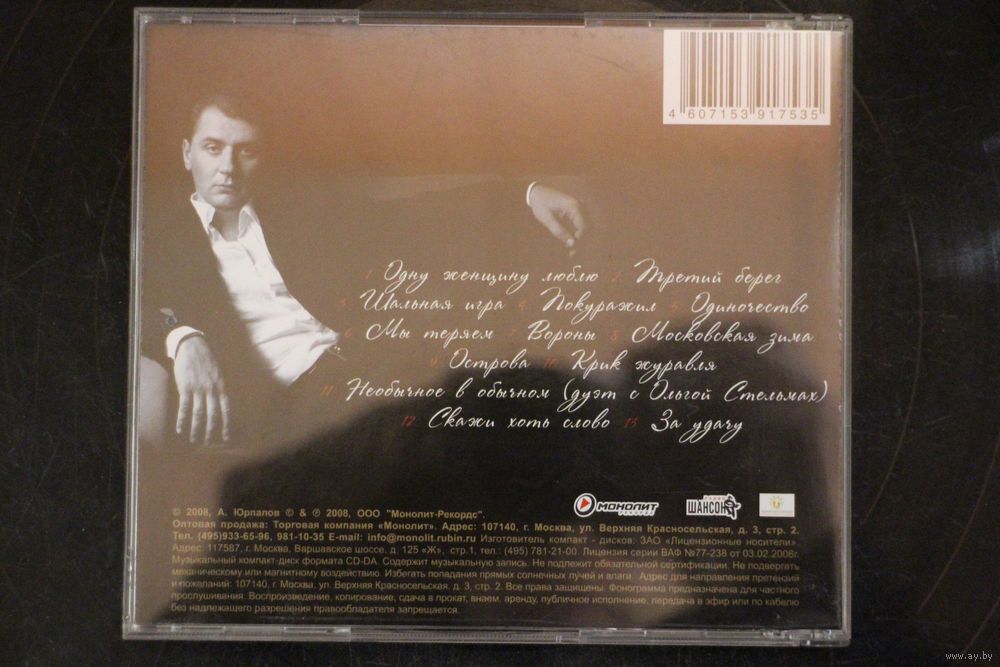 4 607153 917535
1 Одну женщину люблю 2 Третий берег
3 Шальная игра 4 Покуражил 5 Одиночество
6 Мы теряем 7 Вороны 8 Московская зима
9 Острова 10 Крик журавля
11 Необычное в обычном (дуэт с Ольгой Стельмах)
12 Скажи хоть слово 13 За удачу
МОНОЛИТ
РАДИО ШАНСОН
© 2008, А. Юрпалов © & ℗ 2008, ООО "Монолит-Рекордс".
Оптовая продажа: Торговая компания «Монолит». Адрес: 107140, г. Москва, ул. Верхняя Красносельская, д. 3, стр. 2.
Тел. (495)933-65-96, 981-10-35 E-mail: info@monolit.rubin.ru Изготовитель компакт - дисков: ЗАО «Лицензионные носители».
Адрес: 117587, г. Москва, Варшавское шоссе, д. 125 «Ж», стр.1, тел.: (495) 781-21-00. Лицензия серии ВАФ №77-238 от 03.02.2006г.
Музыкальный компакт-диск формата CD-DA. Содержит музыкальную запись. Не подлежит обязательной сертификации. Не подвергать
механическому или магнитному воздействию. Избегать попадания прямых солнечных лучей и влаги. Адрес для направления претензий
и пожеланий: 107140, г. Москва, ул. Верхняя Красносельская, д. 3, стр. 2. Все права защищены. Фонограмма предназначена для частного
прослушивания. Воспроизведение, копирование, сдача в прокат, внаем, аренду, публичное исполнение, передача в эфир или по кабелю
без надлежащего разрешения правообладателя запрещается.
www.ay.by